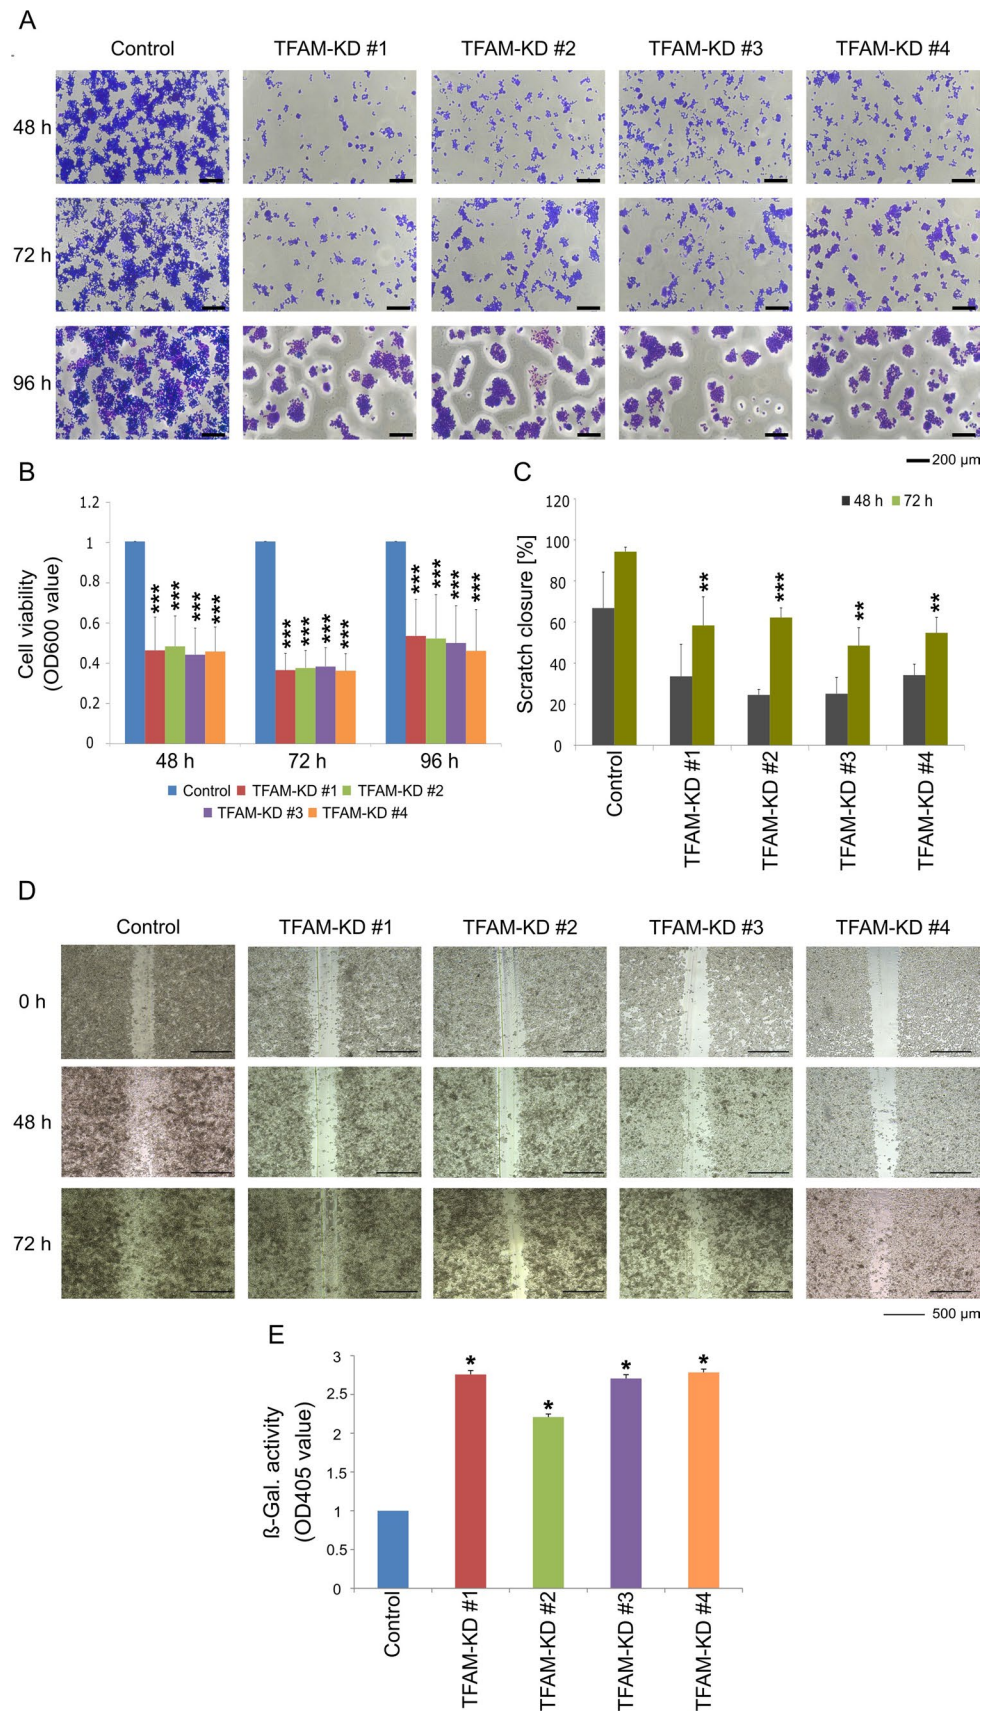 A
Control TFAM-KD #1 TFAM-KD #2 TFAM-KD #3 TFAM-KD #4
48 h
72 h
96 h
200 µm
B
Cell viability
(OD600 value)
1.2
1
0.8
0.6
0.4
0.2
0
*** *** *** ***
*** *** *** ***
*** *** *** ***
48 h 72 h 96 h
Control TFAM-KD #1 TFAM-KD #2
TFAM-KD #3 TFAM-KD #4
C
Scratch closure [%]
120
100
80
60
40
20
0
48 h 72 h
** *** ** **
Control
TFAM-KD #1
TFAM-KD #2
TFAM-KD #3
TFAM-KD #4
D
Control TFAM-KD #1 TFAM-KD #2 TFAM-KD #3 TFAM-KD #4
0 h
48 h
72 h
500 µm
E
ß-Gal. activity
(OD405 value)
3
2.5
2
1.5
1
0.5
0
* * * *
Control
TFAM-KD #1
TFAM-KD #2
TFAM-KD #3
TFAM-KD #4